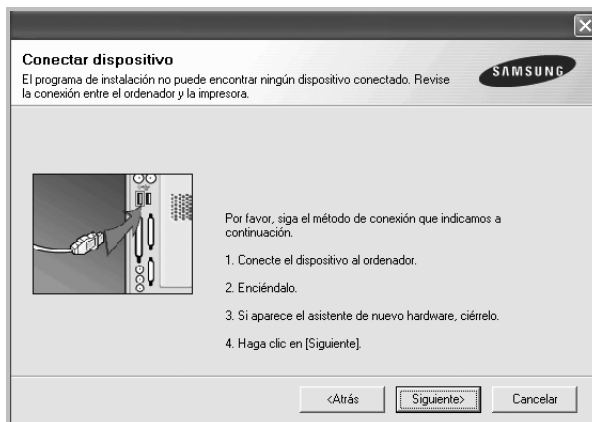 Conectar dispositivo
El programa de instalación no puede encontrar ningún dispositivo conectado. Revise
la conexión entre el ordenador y la impresora.
SAMSUNG
Por favor, siga el método de conexión que indicamos a
continuación.
1. Conecte el dispositivo al ordenador.
2. Enciéndalo.
3. Si aparece el asistente de nuevo hardware, ciérrelo.
4. Haga clic en [Siguiente].
<Atrás
Siguiente>
Cancelar